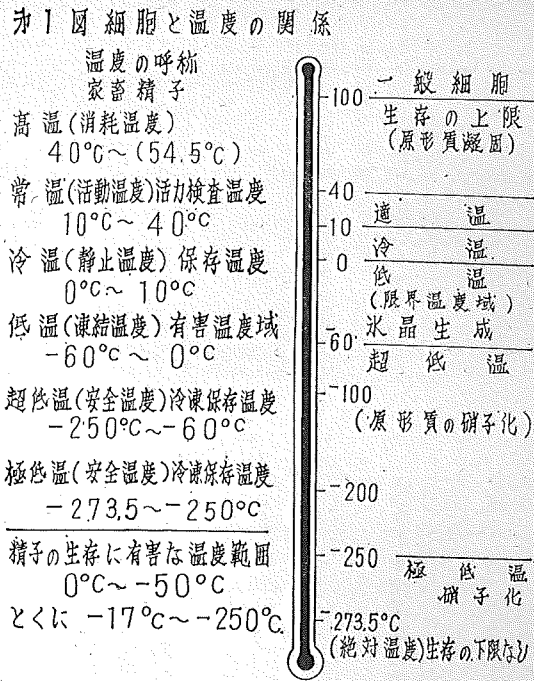 才1図 細胞と温度の関係
温度の呼称
家畜精子
高温(消耗温度)
40°C~(54.5°C)
常温(活動温度)活力検査温度
10°C~40°C
冷温(静止温度)保存温度
0°C~10°C
低温(凍結温度)有害温度域
-60°C~0°C
超低温(安全温度)冷凍保存温度
-250°C~-60°C
極低温(安全温度)冷凍保存温度
-273.5~-250°C
精子の生存に有害な温度範囲
0°C~-50°C
とくに -17°C~-250°C.
一般細胞
100
生存の上限
(原形質凝固)
40
適温
10
冷温
0
低温
(限界温度域)
氷晶生成
-60
超低温
-100
(原形質の硝子化)
-200
-250
極低温
硝子化
-273.5°C
(絶対温度)生存の下限なし